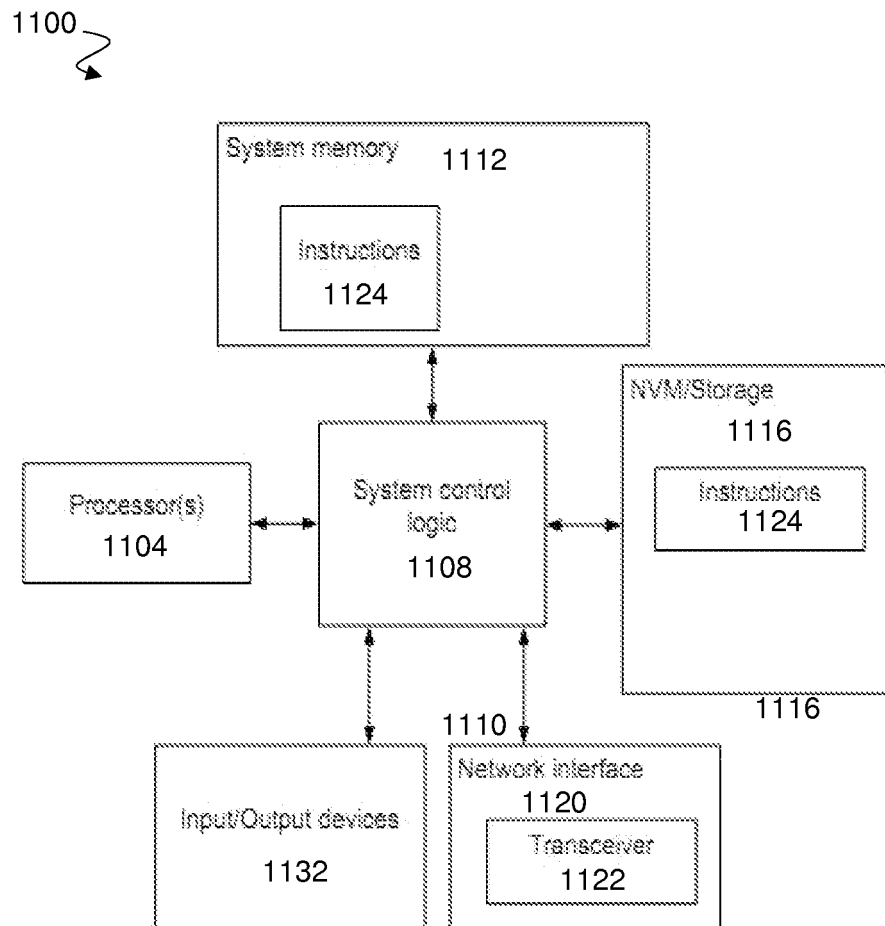 1100
System memory
1112
Instructions
1124
NVM/Storage
1116
Instructions
1124
Processor(s)
1104
System control
logic
1108
1116
1110
Network interface
1120
Transceiver
1122
Input/Output devices
1132